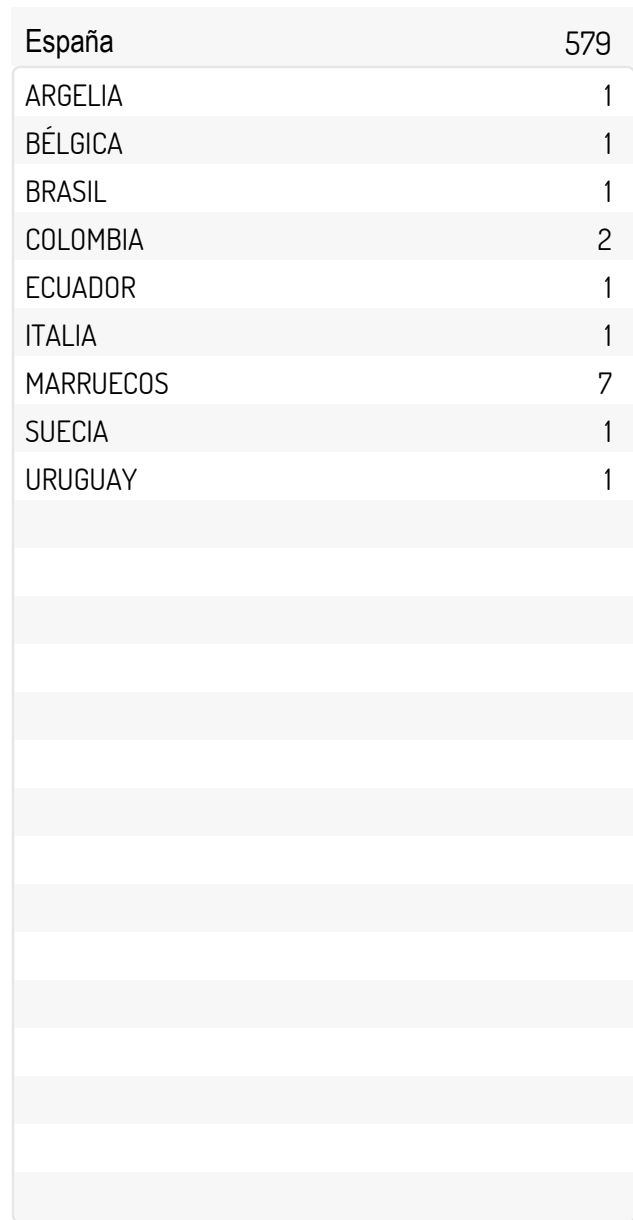 España 579
ARGELIA 1
BÉLGICA 1
BRASIL 1
COLOMBIA 2
ECUADOR 1
ITALIA 1
MARRUECOS 7
SUECIA 1
URUGUAY 1